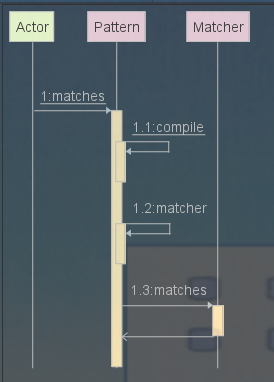 Actor Pattern Matcher
1:matches
1.1:compile
1.2:matcher
1.3:matches